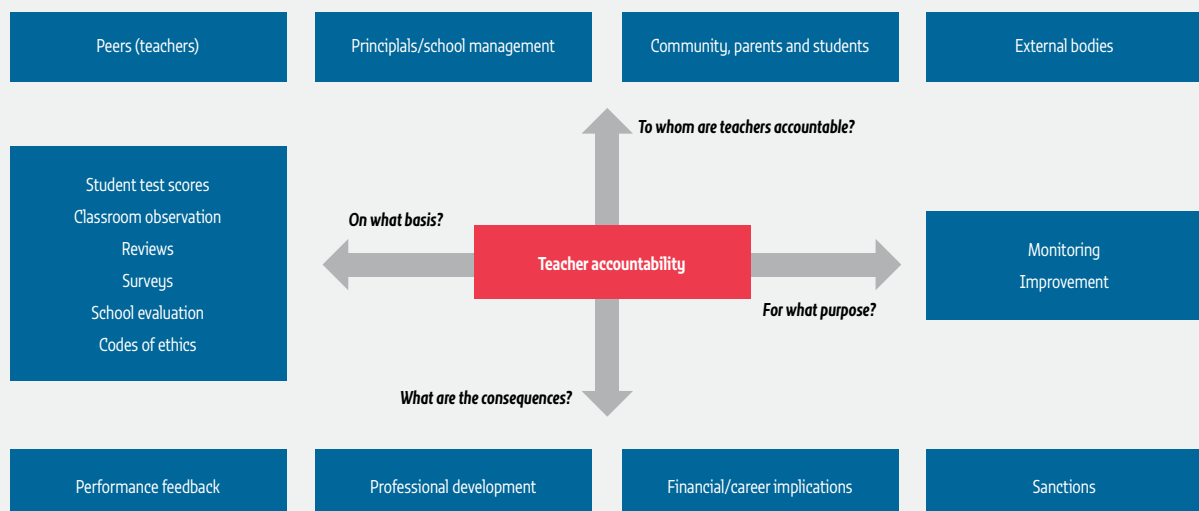 Peers (teachers)
Principlals/school management
Community, parents and students
External bodies
To whom are teachers accountable?
Student test scores
Classroom observation
Reviews
Surveys
School evaluation
Codes of ethics
On what basis?
Teacher accountability
Monitoring
Improvement
For what purpose?
What are the consequences?
Performance feedback
Professional development
Financial/career implications
Sanctions